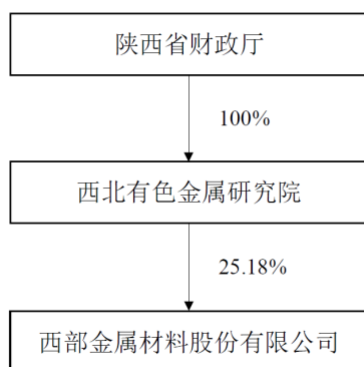 陕西省财政厅
100%
西北有色金属研究院
25.18%
西部金属材料股份有限公司